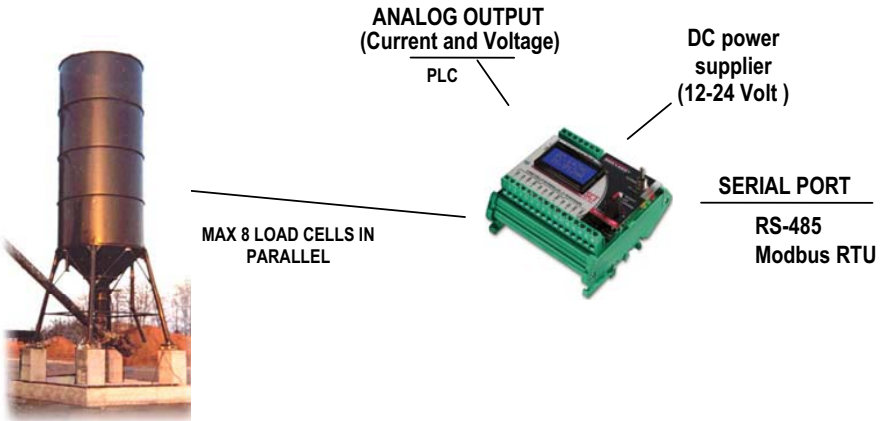 ANALOG OUTPUT
(Current and Voltage)
PLC
DC power
supplier
(12-24 Volt )
SERIAL PORT
RS-485
Modbus RTU
MAX 8 LOAD CELLS IN
PARALLEL